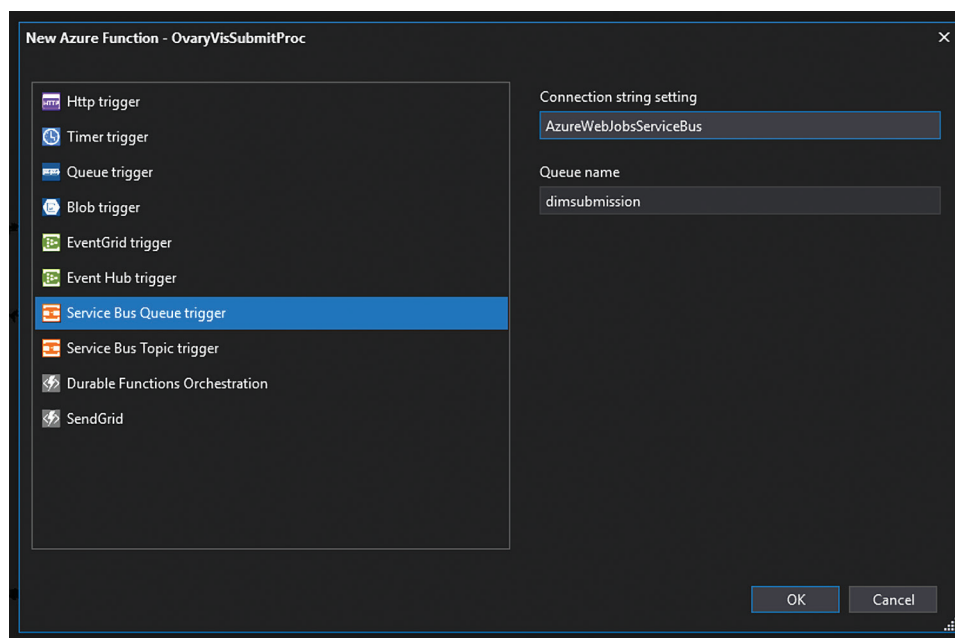 New Azure Function - OvaryVisSubmitProc
HTTP
Http trigger
Timer trigger
Queue trigger
Blob trigger
EventGrid trigger
Event Hub trigger
Service Bus Queue trigger
Service Bus Topic trigger
Durable Functions Orchestration
SendGrid
Connection string setting
AzureWebJobsServiceBus
Queue name
dimsubmission
OK
Cancel